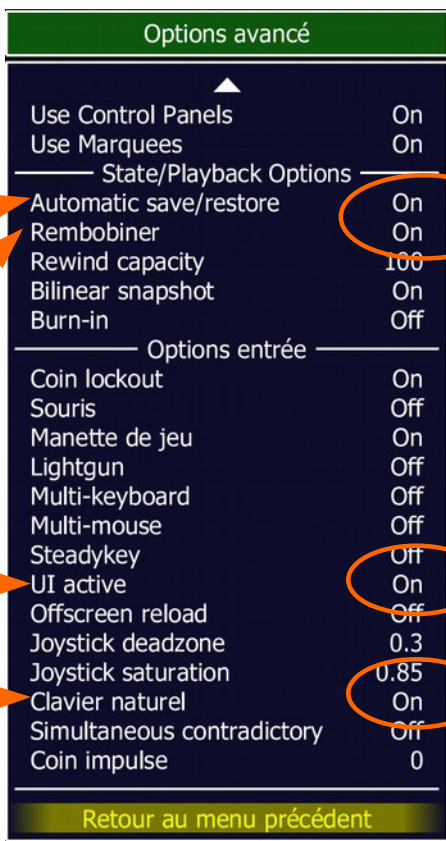 Options avancé
Use Control Panels On
Use Marquees On
State/Playback Options
Automatic save/restore On
Rembobiner On
Rewind capacity 100
Bilinear snapshot On
Burn-in Off
Options entrée
Coin lockout On
Souris Off
Manette de jeu On
Lightgun Off
Multi-keyboard Off
Multi-mouse Off
Steadykey Off
UI active On
Offscreen reload Off
Joystick deadzone 0.3
Joystick saturation 0.85
Clavier naturel On
Simultaneous contradictory Off
Coin impulse 0
Retour au menu précédent